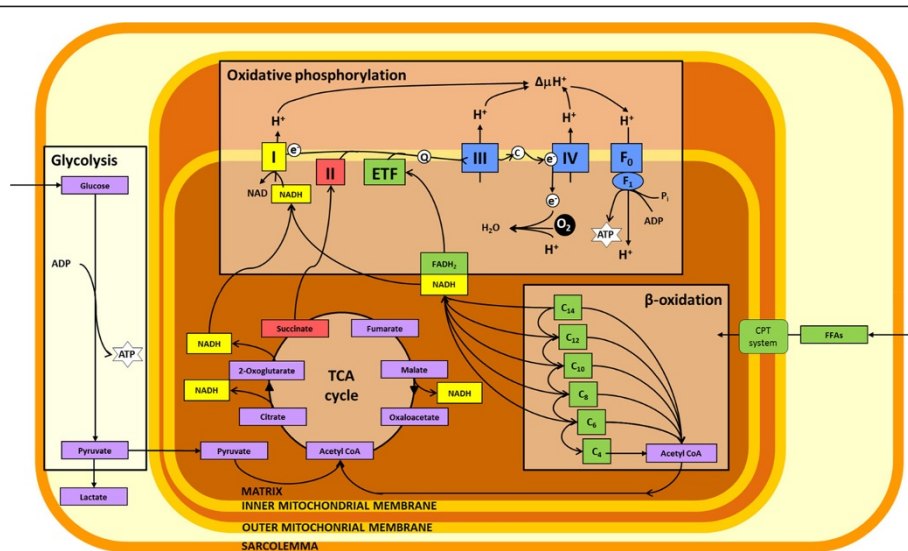 Oxidative phosphorylation
ΔμH⁺
H⁺
H⁺
H⁺
H⁺
I
e⁻
II
ETF
Q
III
C
e⁻
IV
F₀
F₁
NAD
NADH
e⁻
Pᵢ
ADP
ATP
H₂O
O₂
H⁺
H⁺
Glycolysis
Glucose
ADP
ATP
Pyruvate
Lactate
FADH₂
NADH
β-oxidation
C₁₄
C₁₂
C₁₀
C₈
C₆
C₄
Acetyl CoA
CPT
system
FFAs
TCA
cycle
Succinate
Fumarate
NADH
2-Oxoglutarate
Malate
NADH
NADH
Citrate
Oxaloacetate
Pyruvate
Acetyl CoA
MATRIX
INNER MITOCHONDRIAL MEMBRANE
OUTER MITOCHONRIAL MEMBRANE
SARCOLEMMA